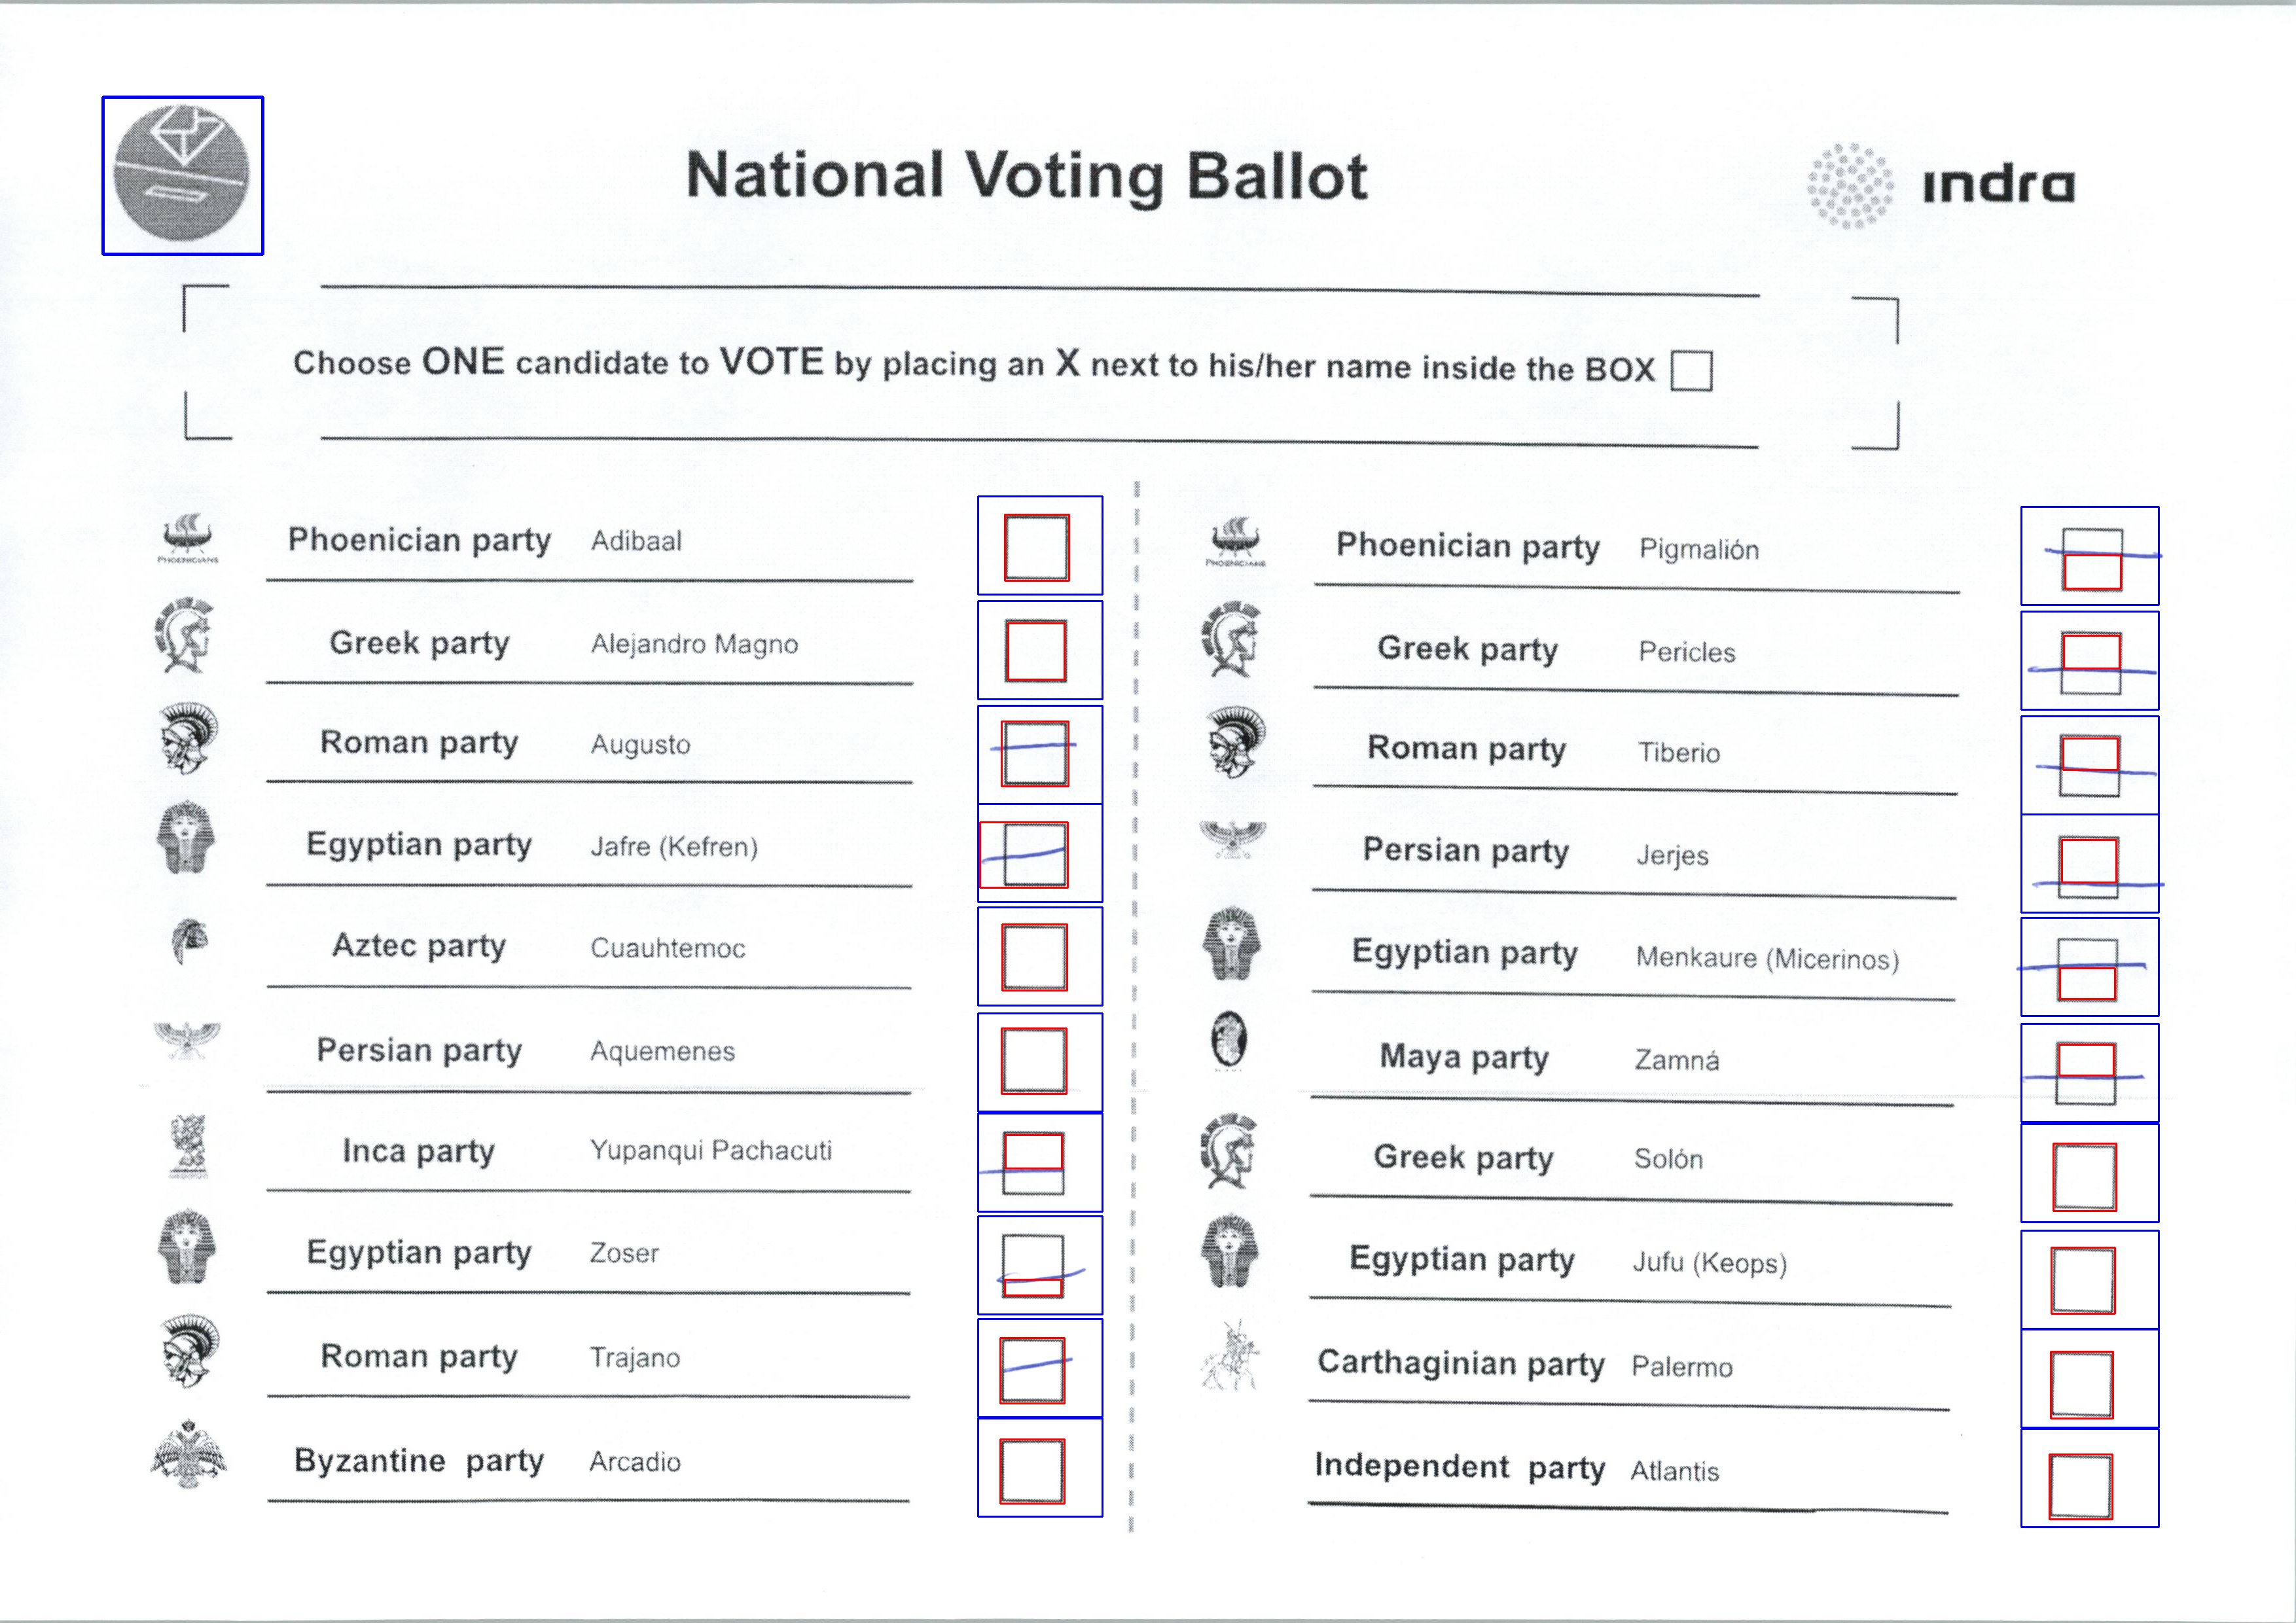 National Voting Ballot
indra
Choose ONE candidate to VOTE by placing an X next to his/her name inside the BOX
PHOENICIANS
Phoenician party Adibaal
Greek party Alejandro Magno
Roman party Augusto
Egyptian party Jafre (Kefren)
Aztec party Cuauhtemoc
Persian party Aquemenes
Inca party Yupanqui Pachacuti
Egyptian party Zoser
Roman party Trajano
Byzantine party Arcadio
PHOENICIANS
Phoenician party Pigmalión
Greek party Pericles
Roman party Tiberio
Persian party Jerjes
Egyptian party Menkaure (Micerinos)
Maya party Zamná
Greek party Solón
Egyptian party Jufu (Keops)
Carthaginian party Palermo
Independent party Atlantis